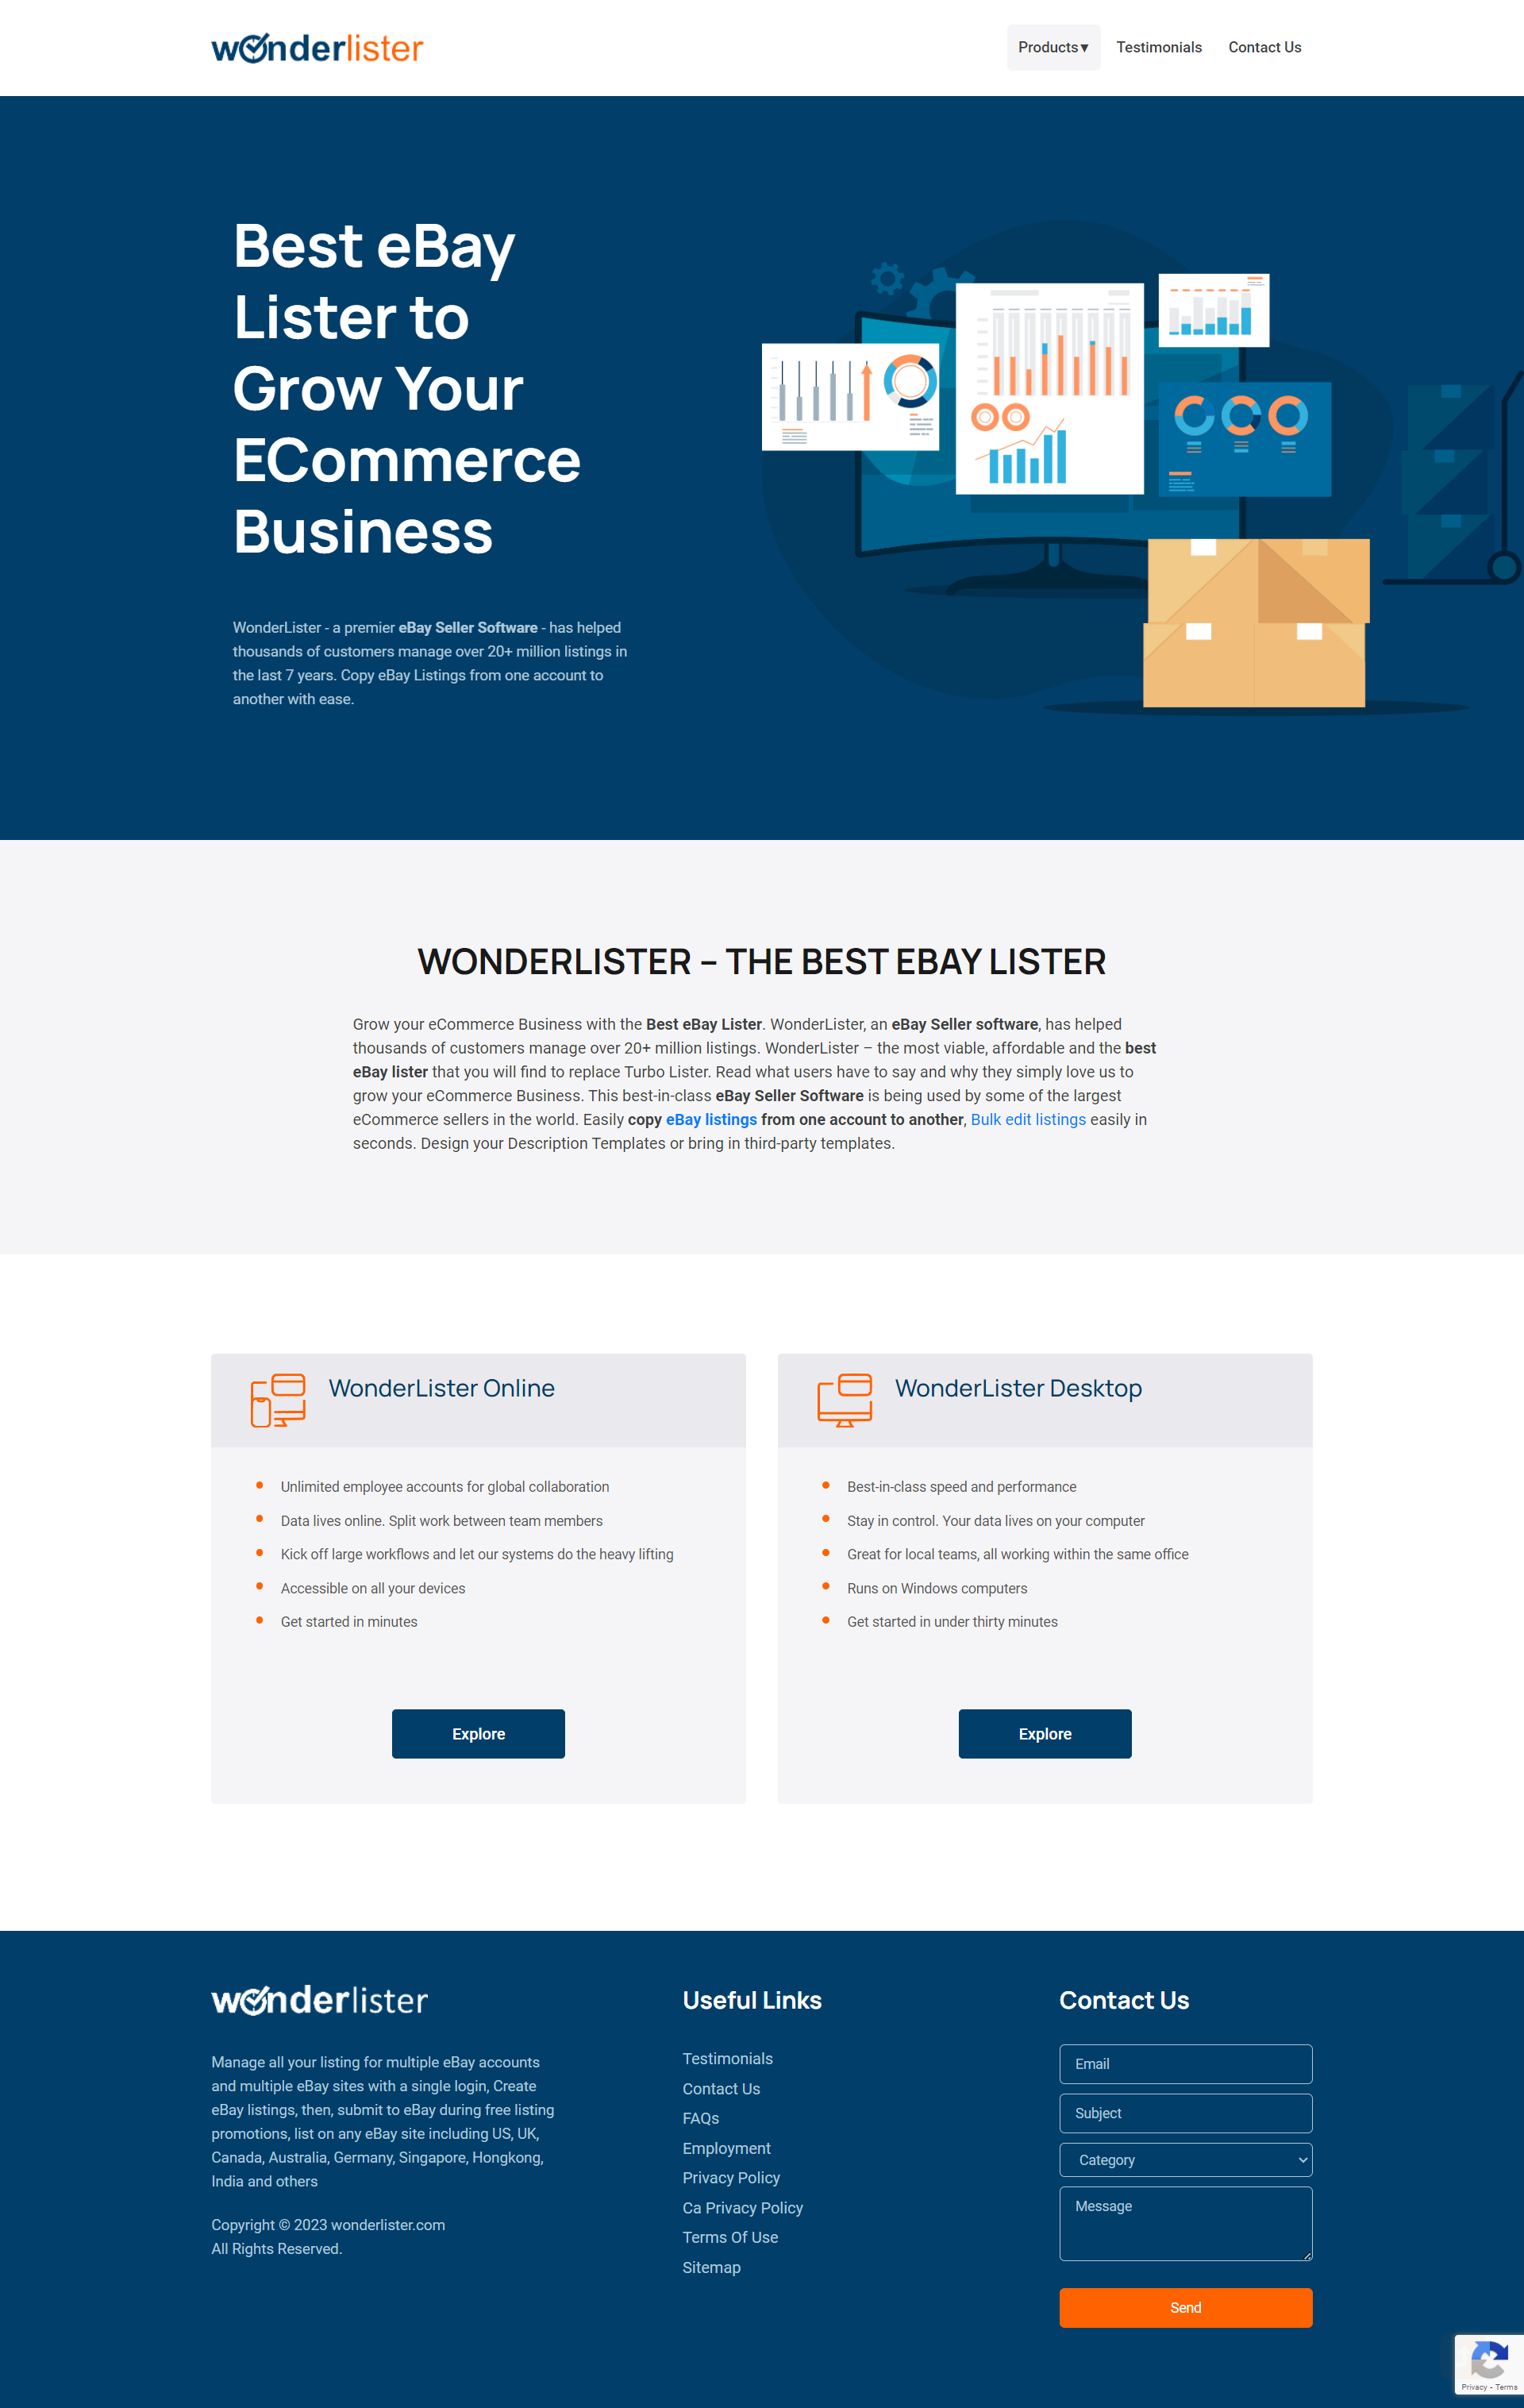 wonderlister
Products▾ Testimonials Contact Us
Best eBay
Lister to
Grow Your
ECommerce
Business
WonderLister - a premier eBay Seller Software - has helped
thousands of customers manage over 20+ million listings in
the last 7 years. Copy eBay Listings from one account to
another with ease.
WONDERLISTER – THE BEST EBAY LISTER
Grow your eCommerce Business with the Best eBay Lister. WonderLister, an eBay Seller software, has helped
thousands of customers manage over 20+ million listings. WonderLister – the most viable, affordable and the best
eBay lister that you will find to replace Turbo Lister. Read what users have to say and why they simply love us to
grow your eCommerce Business. This best-in-class eBay Seller Software is being used by some of the largest
eCommerce sellers in the world. Easily copy eBay listings from one account to another, Bulk edit listings easily in
seconds. Design your Description Templates or bring in third-party templates.
WonderLister Online
Unlimited employee accounts for global collaboration
Data lives online. Split work between team members
Kick off large workflows and let our systems do the heavy lifting
Accessible on all your devices
Get started in minutes
Explore
WonderLister Desktop
Best-in-class speed and performance
Stay in control. Your data lives on your computer
Great for local teams, all working within the same office
Runs on Windows computers
Get started in under thirty minutes
Explore
wonderlister
Manage all your listing for multiple eBay accounts
and multiple eBay sites with a single login, Create
eBay listings, then, submit to eBay during free listing
promotions, list on any eBay site including US, UK,
Canada, Australia, Germany, Singapore, Hongkong,
India and others
Copyright © 2023 wonderlister.com
All Rights Reserved.
Useful Links
Testimonials
Contact Us
FAQs
Employment
Privacy Policy
Ca Privacy Policy
Terms Of Use
Sitemap
Contact Us
Email
Subject
Category
Message
Send
Privacy - Terms